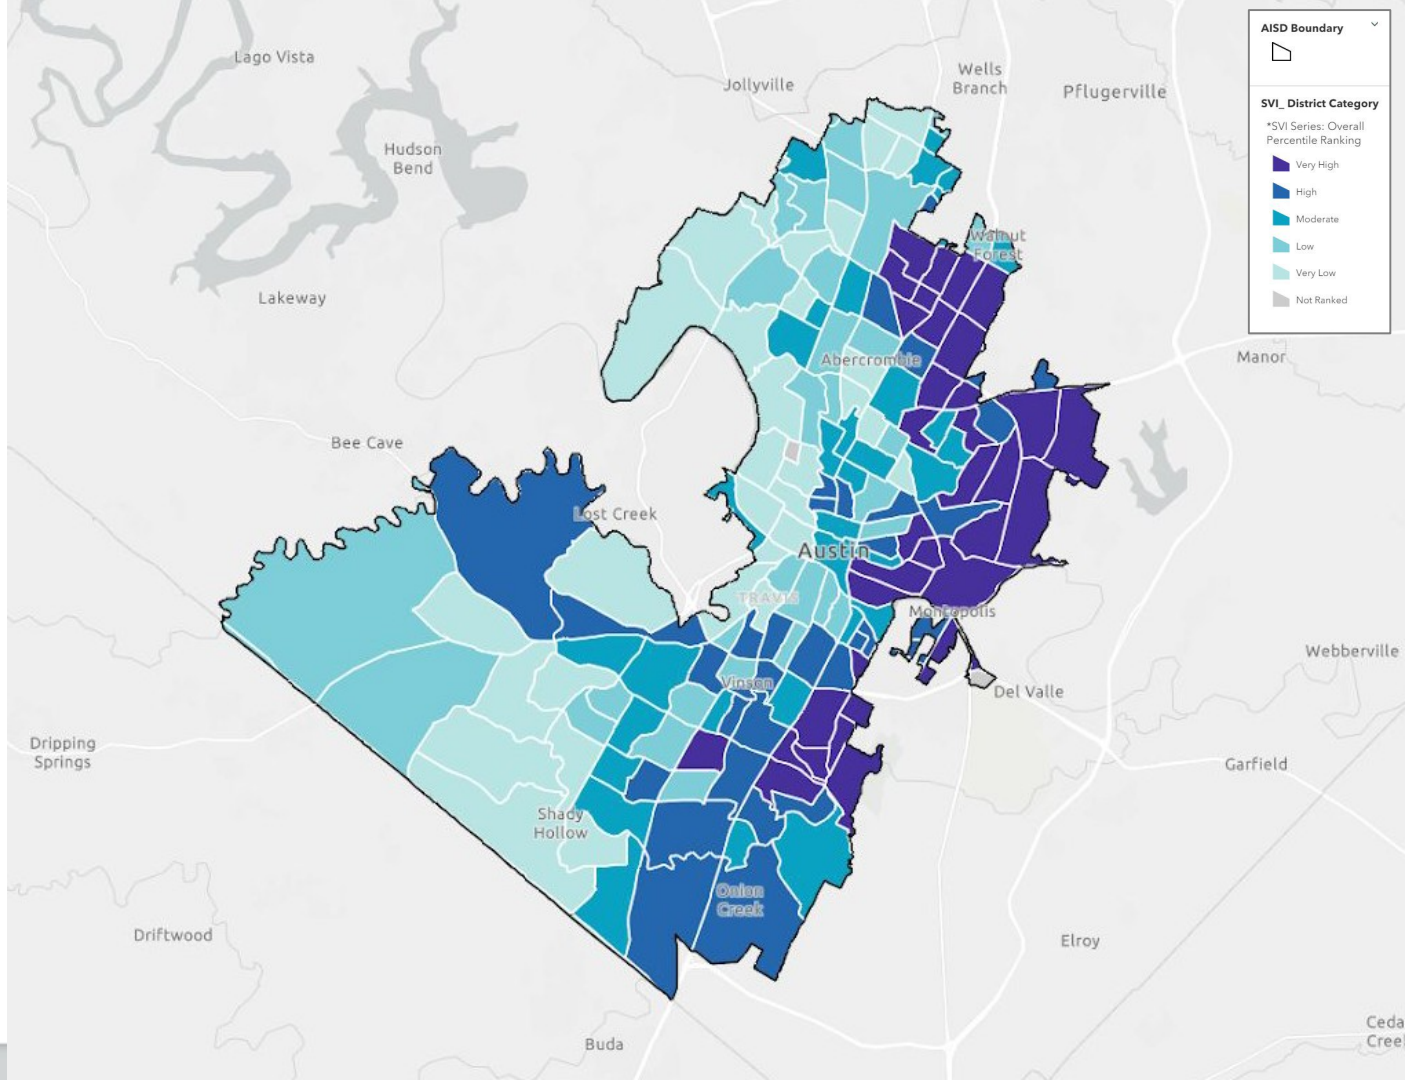 AISD Boundary
SVI_ District Category
*SVI Series: Overall
Percentile Ranking
Very High
High
Moderate
Low
Very Low
Not Ranked
Lago Vista
Jollyville
Wells
Branch
Pflugerville
Hudson
Bend
Walnut
Forest
Lakeway
Abercrombie
Manor
Bee Cave
Lost Creek
Austin
TRAVIS
Montopolis
Webberville
Vinson
Del Valle
Dripping
Springs
Garfield
Shady
Hollow
Onion
Creek
Driftwood
Elroy
Buda
Ceda
Cree